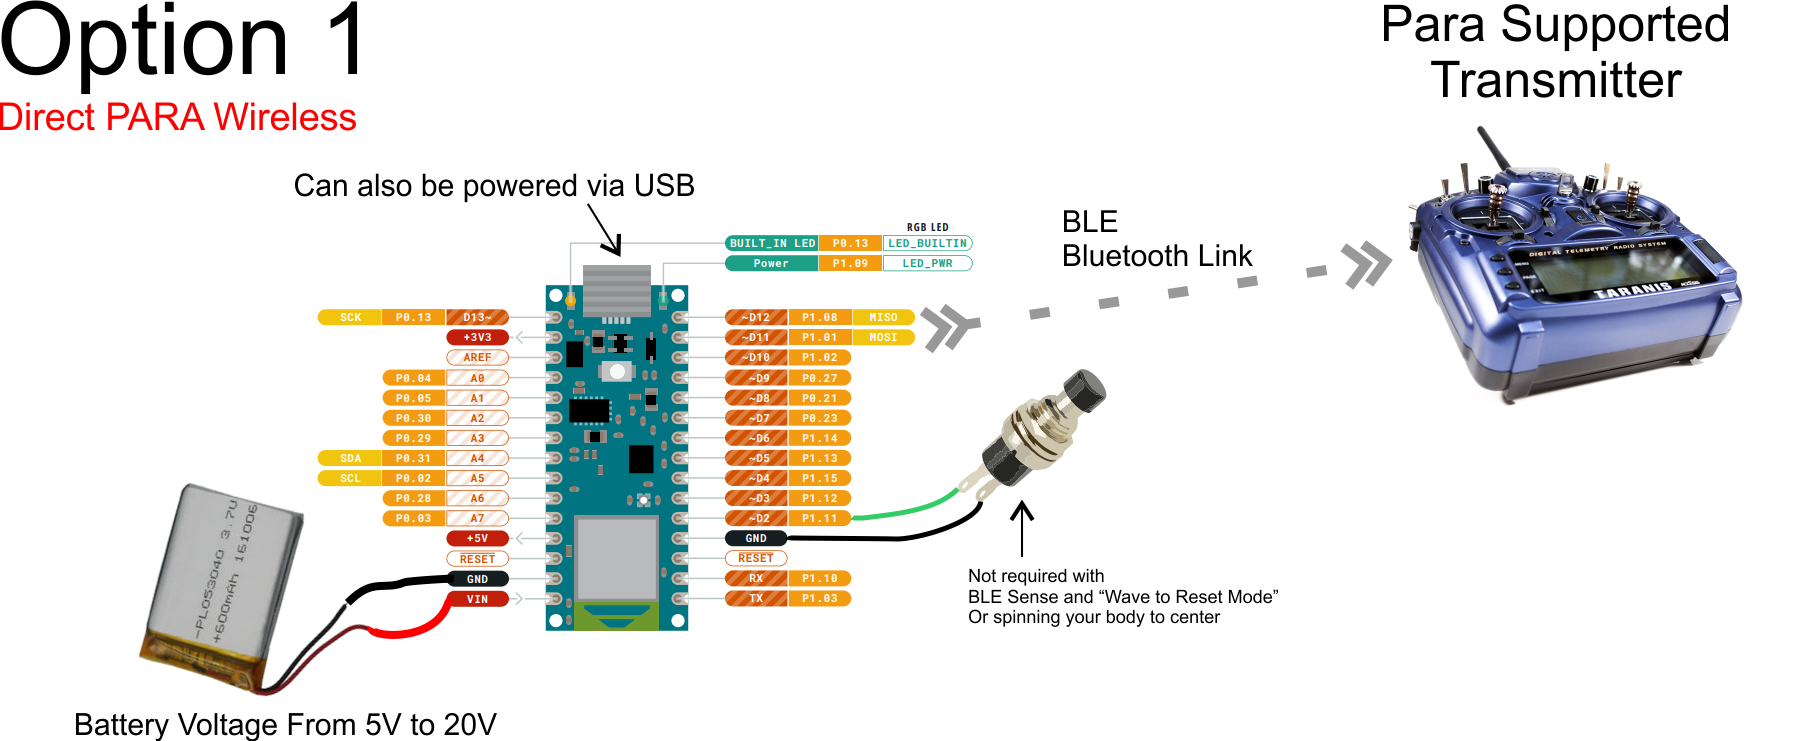 Option 1
Direct PARA Wireless
Para Supported
Transmitter
Can also be powered via USB
BLE
Bluetooth Link
RGB LED
BUILT_IN LED P0.13 LED_BUILTIN
Power P1.09 LED_PWR
SCK P0.13 D13~
+3V3
AREF
P0.04 A0
P0.05 A1
P0.30 A2
P0.29 A3
SDA P0.31 A4
SCL P0.02 A5
P0.28 A6
P0.03 A7
+5V
RESET
GND
VIN
~D12 P1.08 MISO
~D11 P1.01 MOSI
~D10 P1.02
~D9 P0.27
~D8 P0.21
~D7 P0.23
~D6 P1.14
~D5 P1.13
~D4 P1.15
~D3 P1.12
~D2 P1.11
GND
RESET
RX P1.10
TX P1.03
DIGITAL TELEMETRY RADIO SYSTEM
MENU
PAGE
EXIT
TARANIS
-PL053040 3.7V
+600mAh 161006
Not required with
BLE Sense and “Wave to Reset Mode”
Or spinning your body to center
Battery Voltage From 5V to 20V